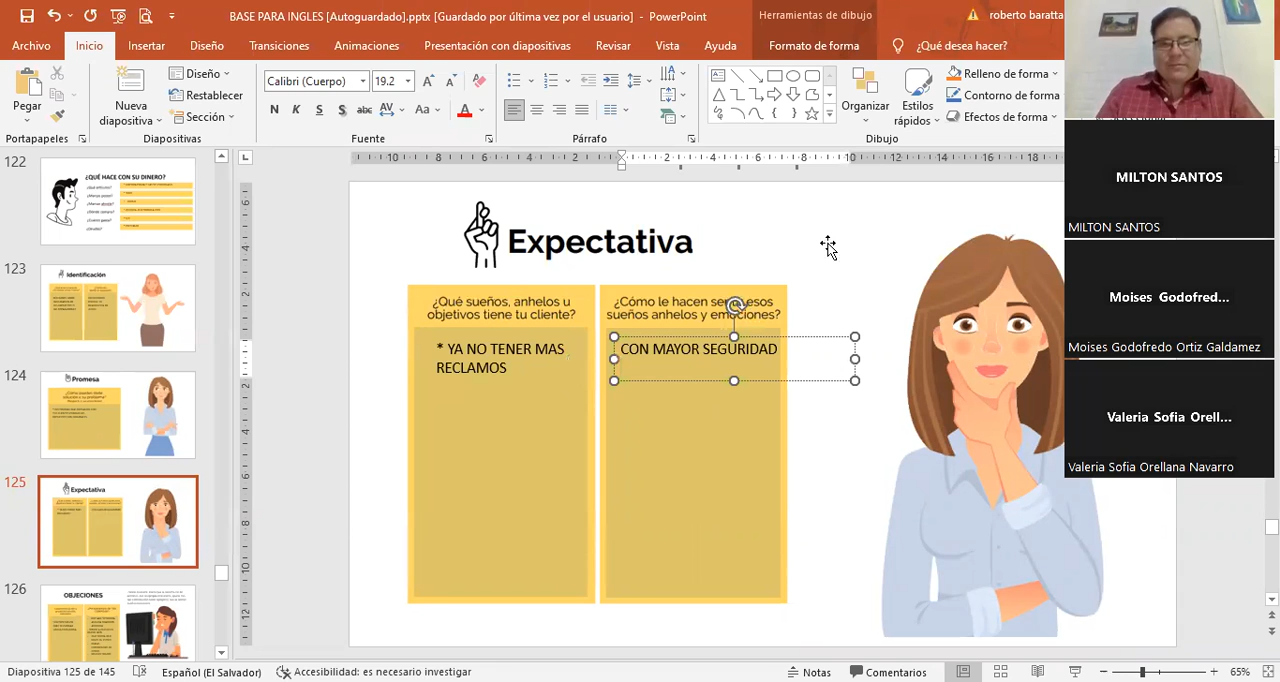 BASE PARA INGLES [Autoguardado].pptx [Guardado por última vez por el usuario] - PowerPoint
Herramientas de dibujo
roberto baratta
Archivo Inicio Insertar Diseño Transiciones Animaciones Presentación con diapositivas Revisar Vista Ayuda Formato de forma ¿Qué desea hacer?
Pegar
Portapapeles
Nueva diapositiva
Diseño
Restablecer
Sección
Diapositivas
Calibri (Cuerpo) 19.2
N K S S abc AV Aa A
Fuente
Párrafo
Organizar
Estilos rápidos
Relleno de forma
Contorno de forma
Efectos de forma
Dibujo
122
¿QUÉ HACE CON SU DINERO?
123
Identificación
124
Promesa
125
Expectativa
126
OBJECIONES
Expectativa
¿Qué sueños, anhelos u
objetivos tiene tu cliente?
* YA NO TENER MAS
RECLAMOS
¿Cómo le hacen sentir esos
sueños anhelos y emociones?
CON MAYOR SEGURIDAD
MILTON SANTOS
MILTON SANTOS
Moises Godofred...
Moises Godofredo Ortiz Galdamez
Valeria Sofia Orell...
Valeria Sofia Orellana Navarro
Diapositiva 125 de 145
Español (El Salvador)
Accesibilidad: es necesario investigar
Notas
Comentarios
65%